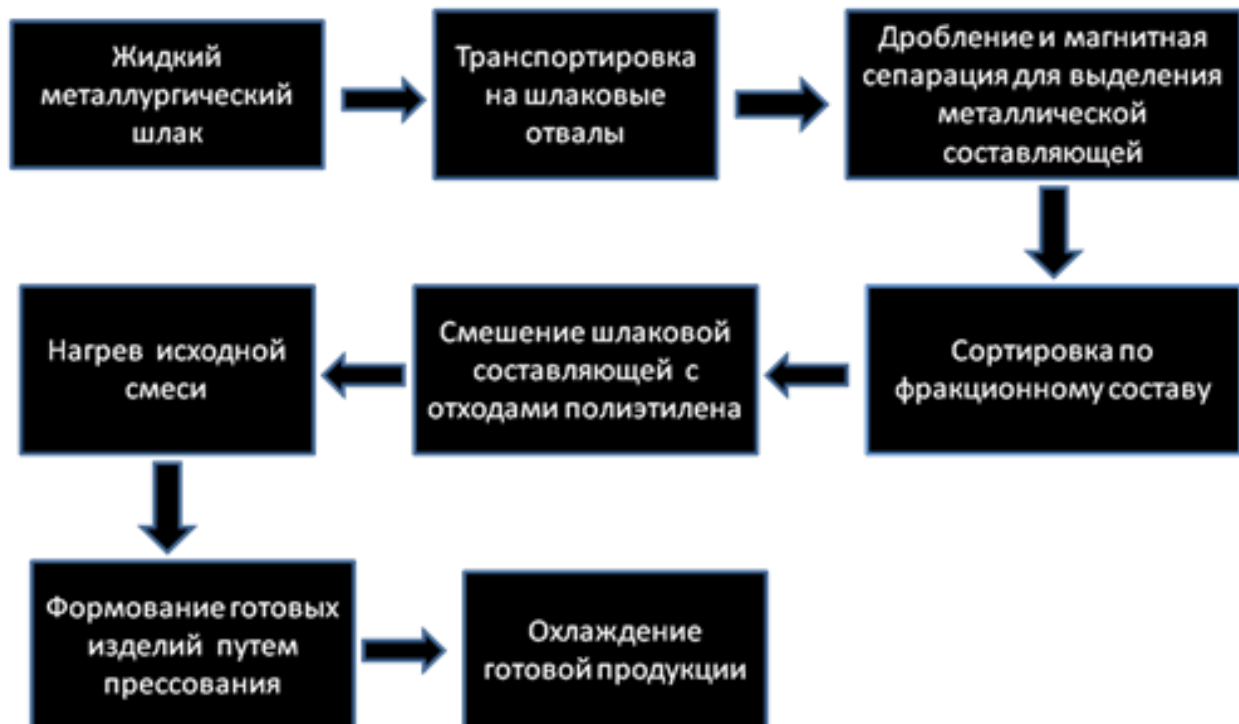 Жидкий
металлургический
шлак
Транспортировка
на шлаковые
отвалы
Дробление и магнитная
сепарация для выделения
металлической
составляющей
Сортировка по
фракционному составу
Смешение шлаковой
составляющей с
отходами полиэтилена
Нагрев исходной
смеси
Формование готовых
изделий путем
прессования
Охлаждение
готовой продукции